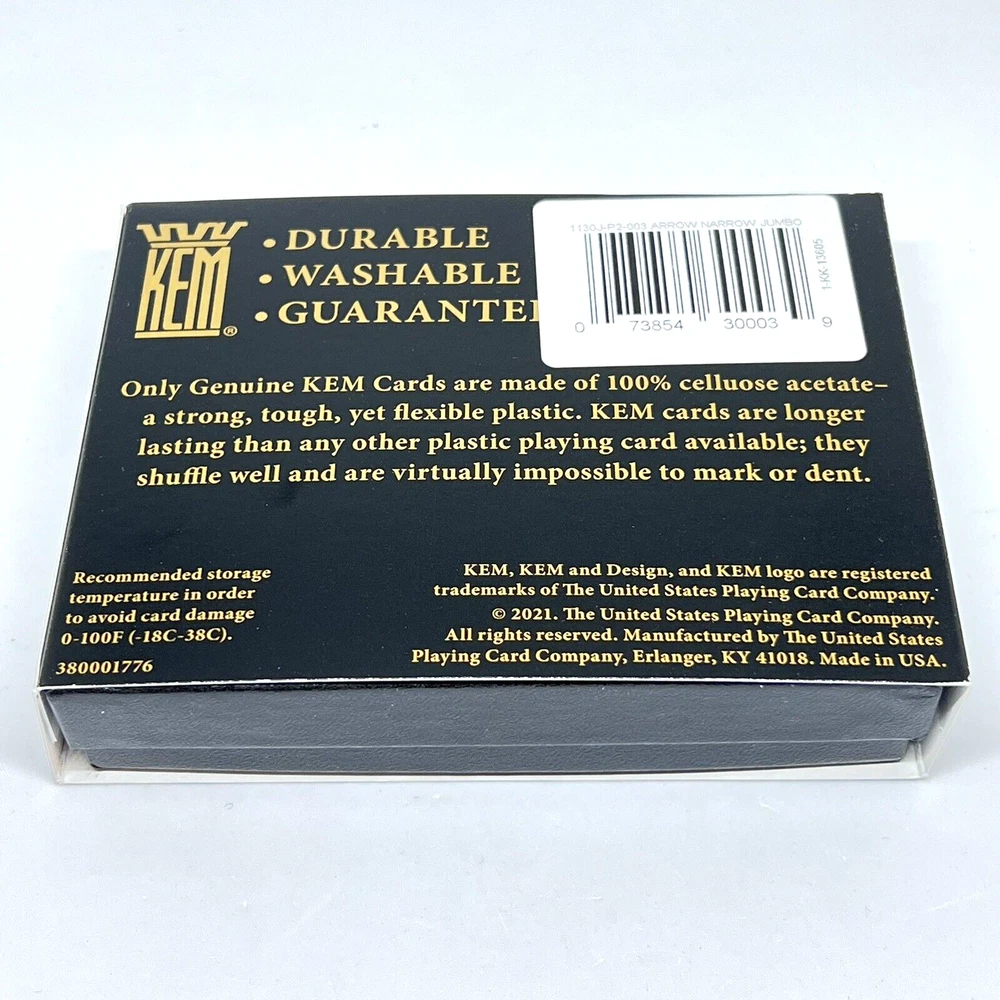 KEM®
• DURABLE
• WASHABLE
• GUARANTE
1130J-P2-003 ARROW NARROW JUMBO
1-KK 13605
0 73854 30003 9
Only Genuine KEM Cards are made of 100% celluose acetate–
a strong, tough, yet flexible plastic. KEM cards are longer
lasting than any other plastic playing card available; they
shuffle well and are virtually impossible to mark or dent.
Recommended storage
temperature in order
to avoid card damage
0-100F (-18C-38C).
380001776
KEM, KEM and Design, and KEM logo are registered
trademarks of The United States Playing Card Company.
© 2021. The United States Playing Card Company.
All rights reserved. Manufactured by The United States
Playing Card Company, Erlanger, KY 41018. Made in USA.